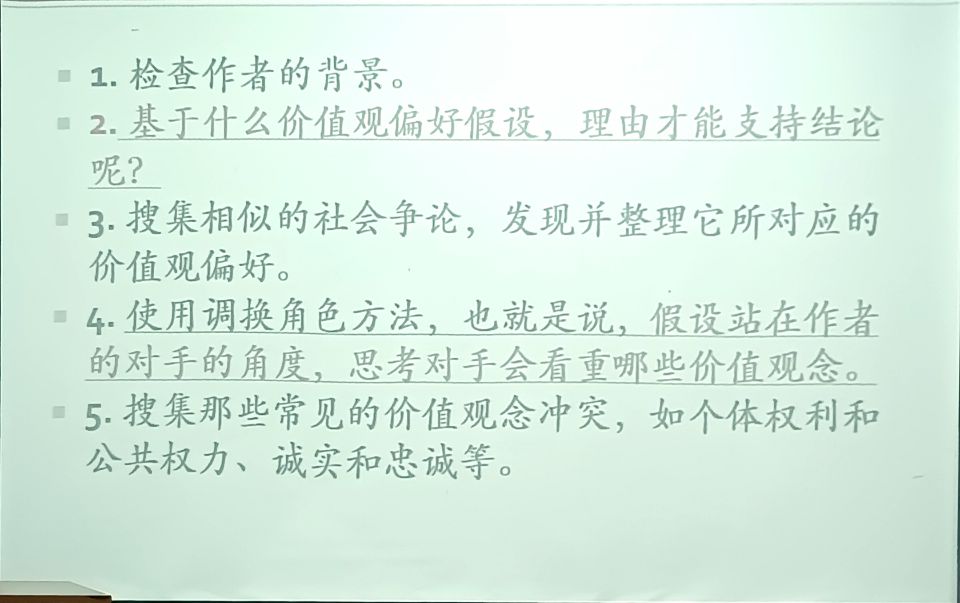 1. 检查作者的背景。
2. 基于什么价值观偏好假设，理由才能支持结论
呢？
3. 搜集相似的社会争论，发现并整理它所对应的
价值观偏好。
4. 使用调换角色方法，也就是说，假设站在作者
的对手的角度，思考对手会看重哪些价值观念。
5. 搜集那些常见的价值观念冲突，如个体权利和
公共权力、诚实和忠诚等。